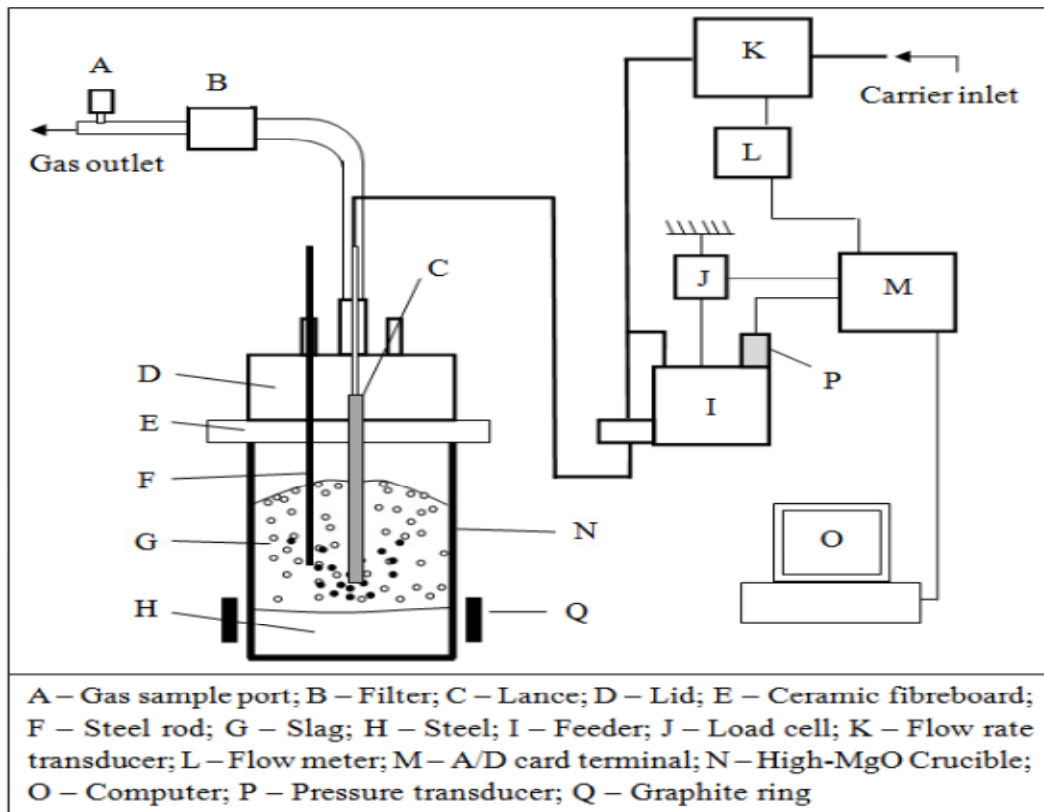 A
B
K
Carrier inlet
Gas outlet
L
C
J
M
D
P
I
E
F
N
O
G
H
Q
A – Gas sample port; B – Filter; C – Lance; D – Lid; E – Ceramic fibreboard;
F – Steel rod; G – Slag; H – Steel; I – Feeder; J – Load cell; K – Flow rate
transducer; L – Flow meter; M – A/D card terminal; N – High-MgO Crucible;
O – Computer; P – Pressure transducer; Q – Graphite ring